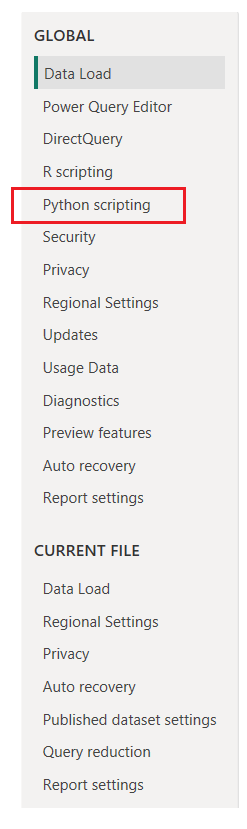 GLOBAL
Data Load
Power Query Editor
DirectQuery
R scripting
Python scripting
Security
Privacy
Regional Settings
Updates
Usage Data
Diagnostics
Preview features
Auto recovery
Report settings
CURRENT FILE
Data Load
Regional Settings
Privacy
Auto recovery
Published dataset settings
Query reduction
Report settings